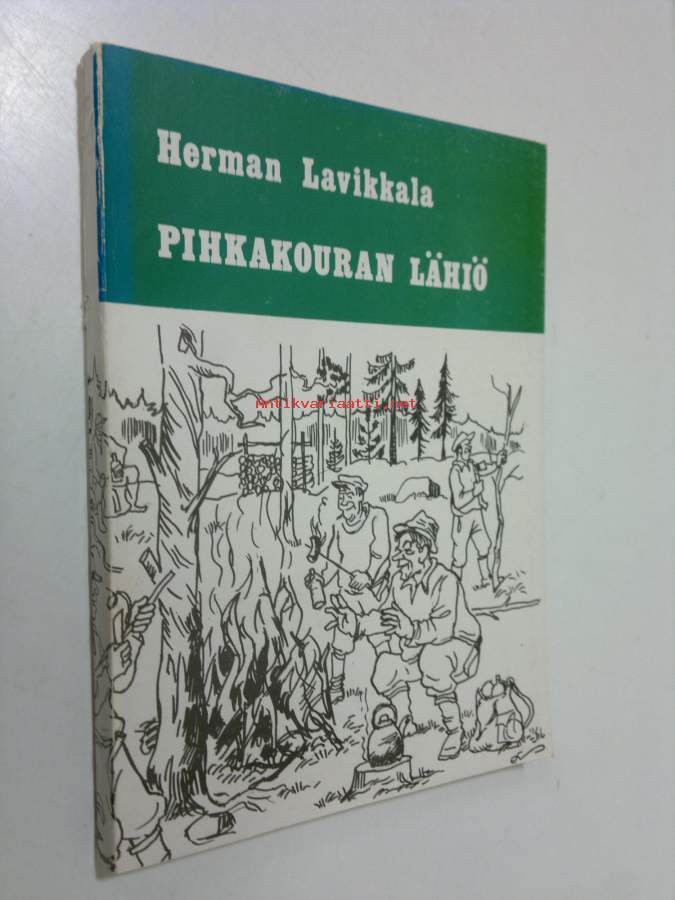 Herman Lavikkala
PIHKAKOURAN LÄHIÖ
Antikvariaatti.net